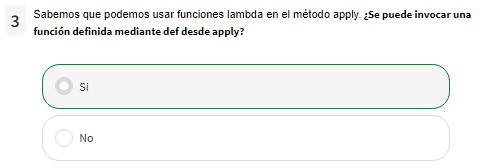 3
Sabemos que podemos usar funciones lambda en el método apply. ¿Se puede invocar una
función definida mediante def desde apply?
Si
No